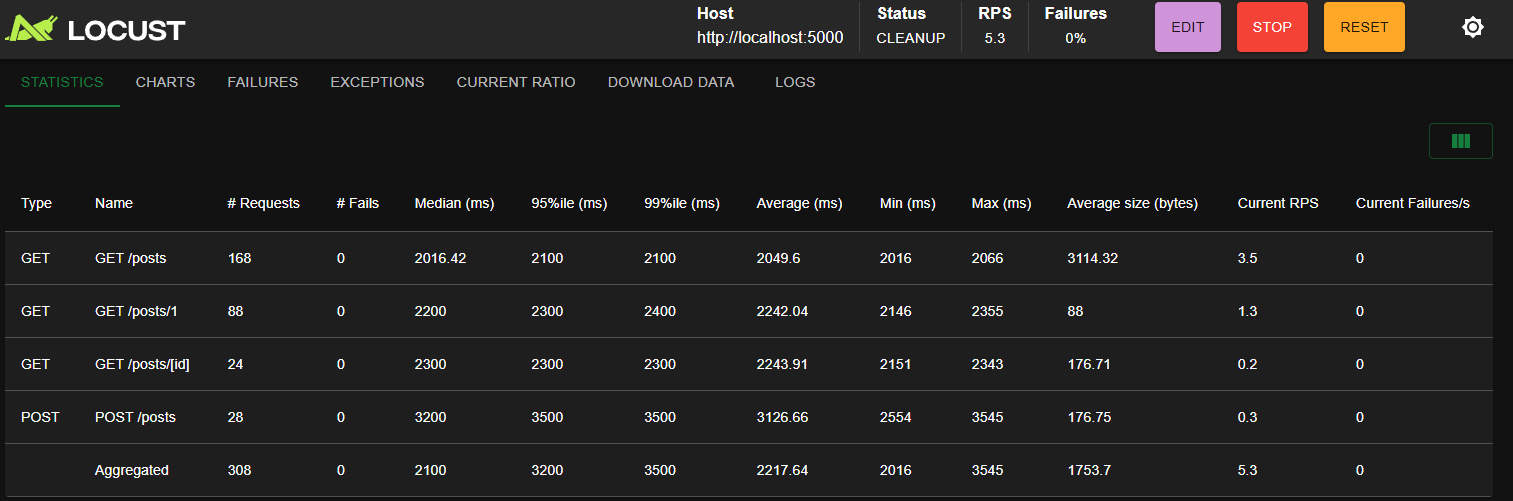 LOCUST
Host Status RPS Failures
http://localhost:5000 CLEANUP 5.3 0% EDIT STOP RESET
STATISTICS CHARTS FAILURES EXCEPTIONS CURRENT RATIO DOWNLOAD DATA LOGS
Type Name # Requests # Fails Median (ms) 95%ile (ms) 99%ile (ms) Average (ms) Min (ms) Max (ms) Average size (bytes) Current RPS Current Failures/s
GET GET /posts 168 0 2016.42 2100 2100 2049.6 2016 2066 3114.32 3.5 0
GET GET /posts/1 88 0 2200 2300 2400 2242.04 2146 2355 88 1.3 0
GET GET /posts/[id] 24 0 2300 2300 2300 2243.91 2151 2343 176.71 0.2 0
POST POST /posts 28 0 3200 3500 3500 3126.66 2554 3545 176.75 0.3 0
Aggregated 308 0 2100 3200 3500 2217.64 2016 3545 1753.7 5.3 0